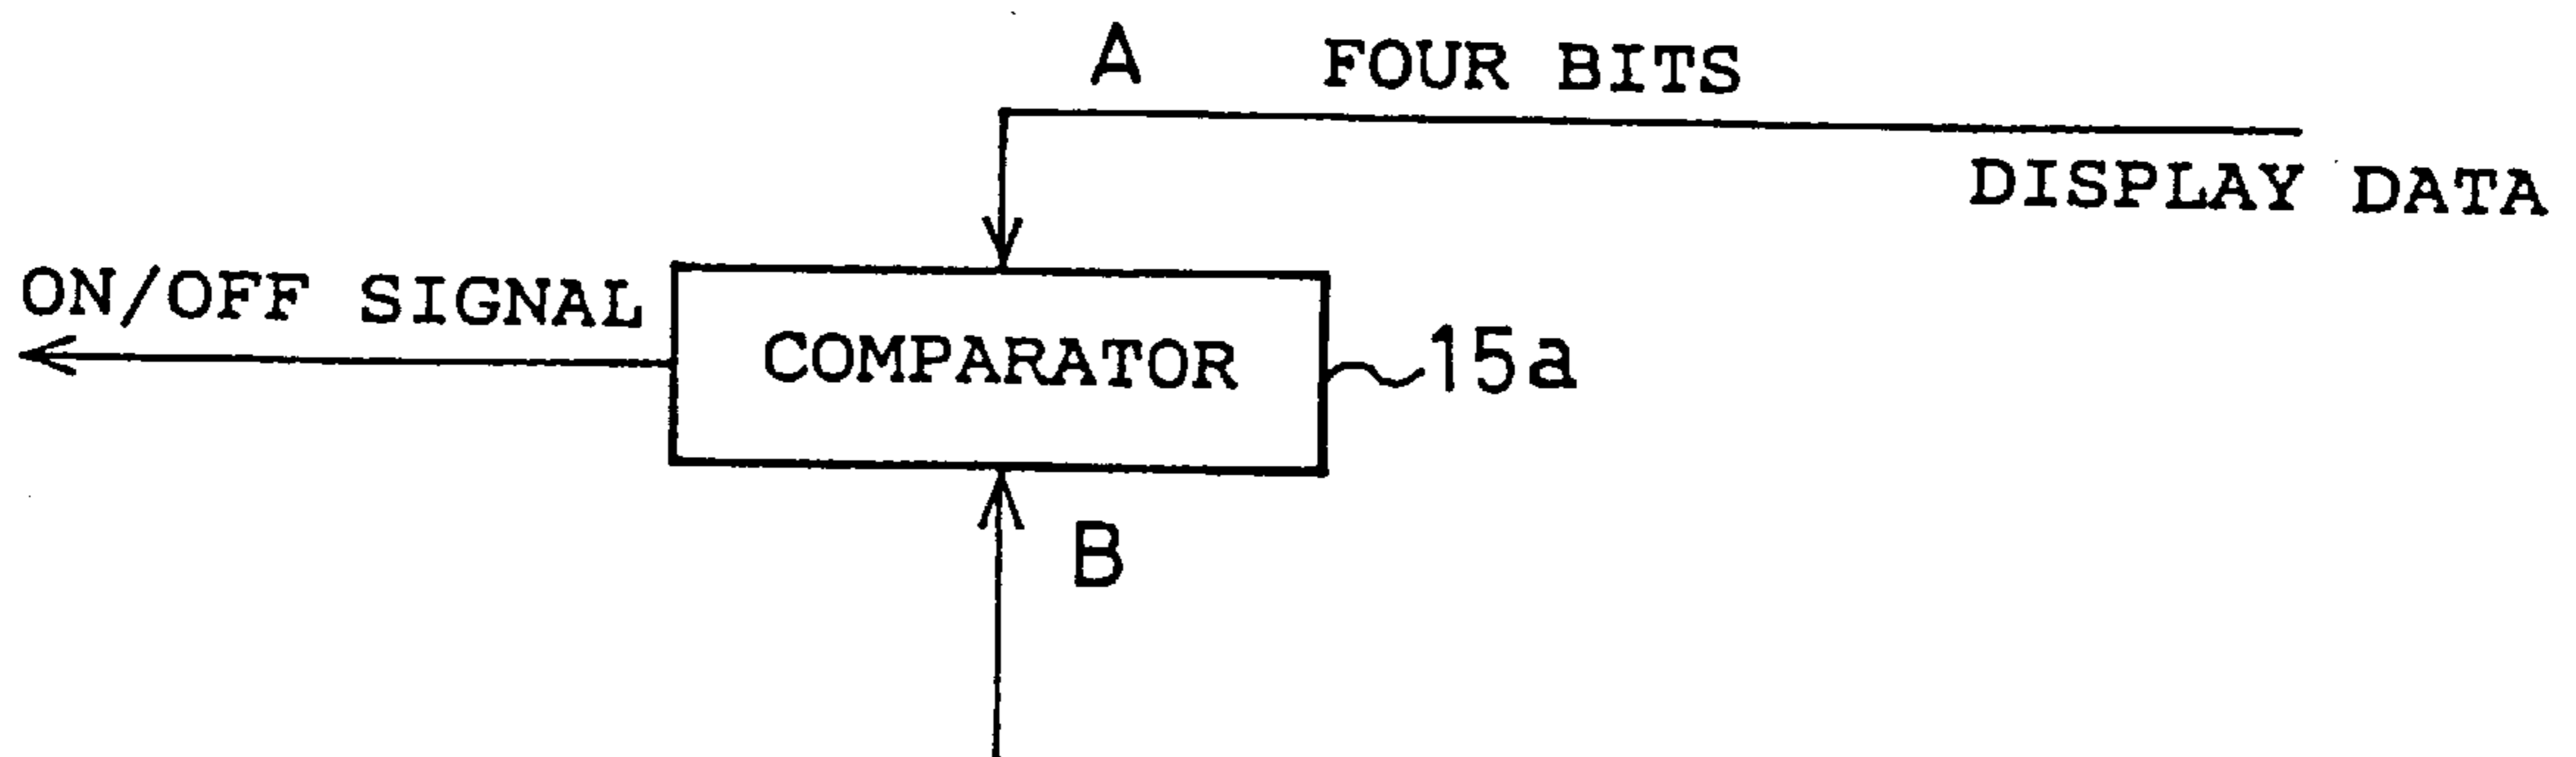 A FOUR BITS
DISPLAY DATA
ON/OFF SIGNAL
COMPARATOR 15a
B